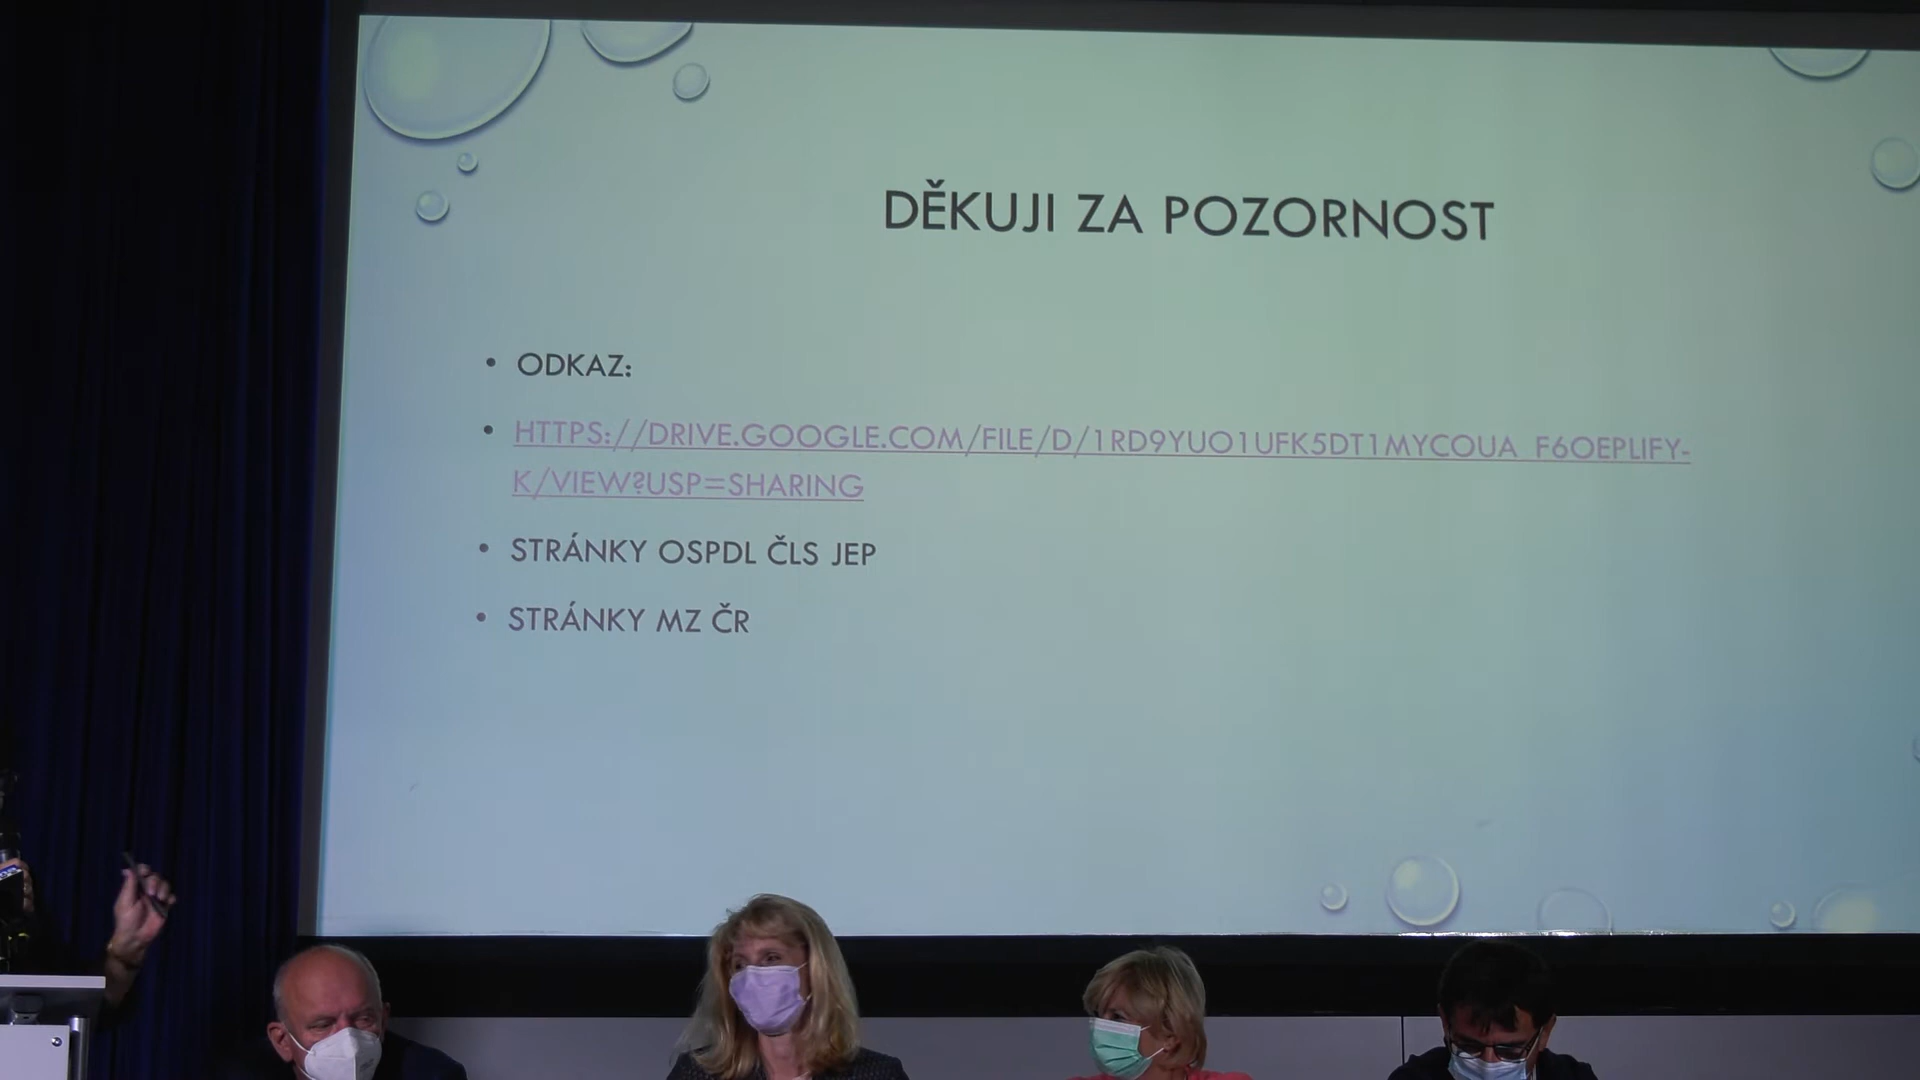 DĚKUJI ZA POZORNOST
• ODKAZ:
• HTTPS://DRIVE.GOOGLE.COM/FILE/D/1RD9YUO1UFK5DT1MYCOUA_F6OEPLIFY-
K/VIEW?USP=SHARING
• STRÁNKY OSPDL ČLS JEP
• STRÁNKY MZ ČR